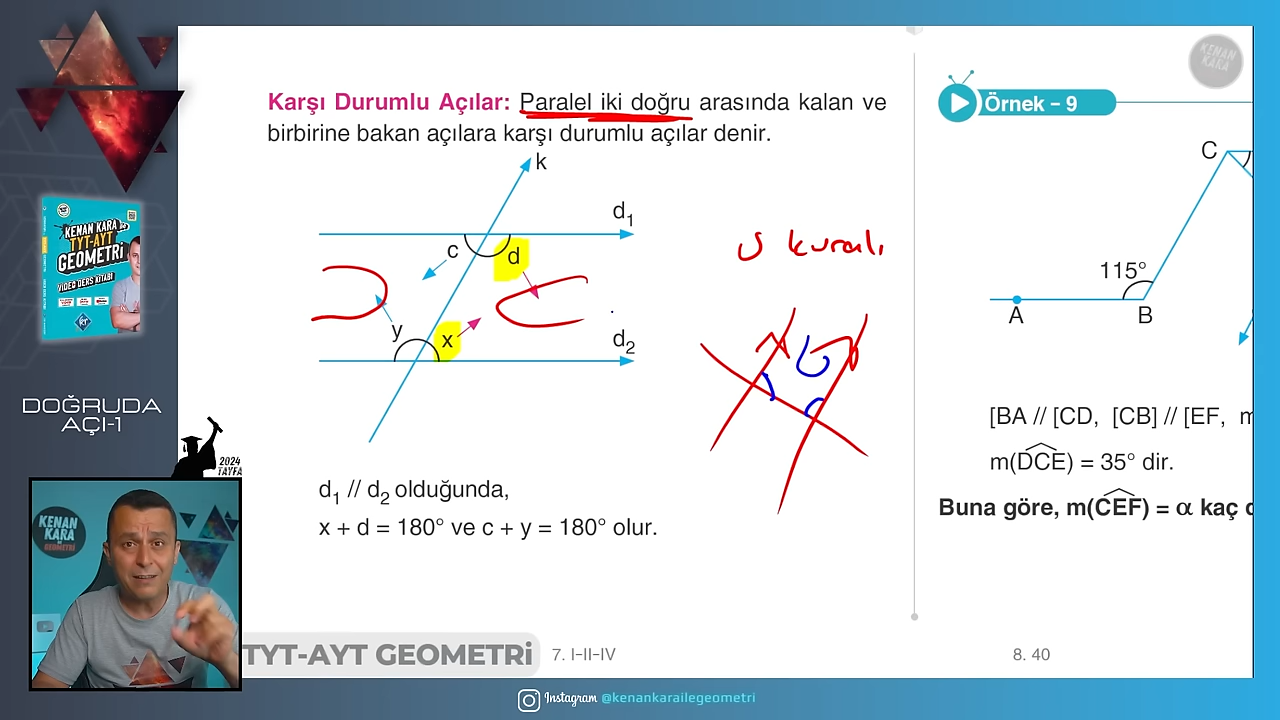 Karşı Durumlu Açılar: Paralel iki doğru arasında kalan ve
birbirine bakan açılara karşı durumlu açılar denir.
k
d1
c
d
y
x
d2
U kuralı
d1 // d2 olduğunda,
x + d = 180° ve c + y = 180° olur.
KENAN
KARA
Örnek – 9
C
115°
A
B
[BA // [CD, [CB] // [EF, m
m(DCE) = 35° dir.
Buna göre, m(CEF) = α kaç d
KENAN KARA
TYT-AYT
GEOMETRİ
VİDEO DERS KİTABI
DOĞRUDA
AÇI-1
2024
TAYFA
KENAN
KARA
GEOMETRİ
TYT-AYT GEOMETRİ
7. I–II–IV
8. 40
Instagram @kenankarailegeometri